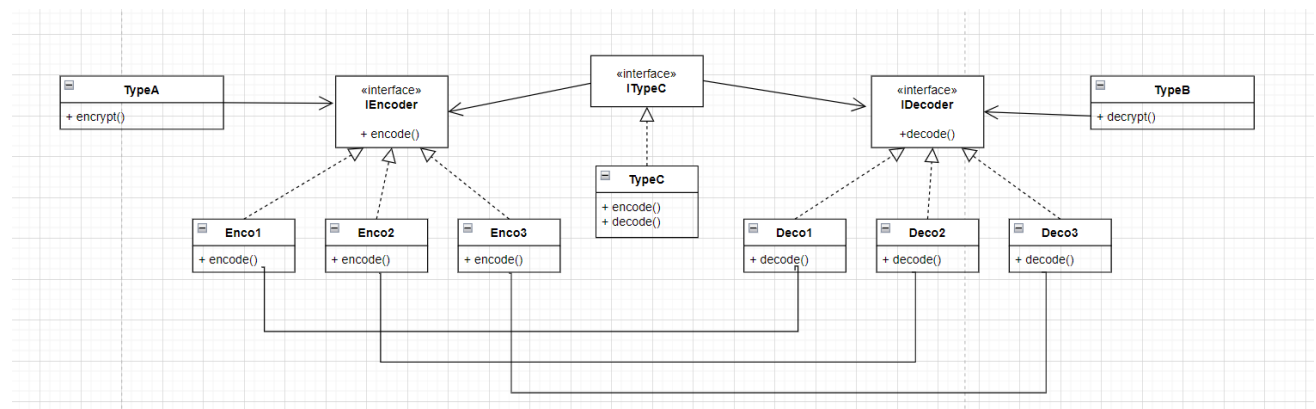 TypeA
+ encrypt()
«interface»
IEncoder
+ encode()
«interface»
ITypeC
«interface»
IDecoder
+decode()
TypeB
+ decrypt()
TypeC
+ encode()
+ decode()
Enco1
+ encode()
Enco2
+ encode()
Enco3
+ encode()
Deco1
+ decode()
Deco2
+ decode()
Deco3
+ decode()